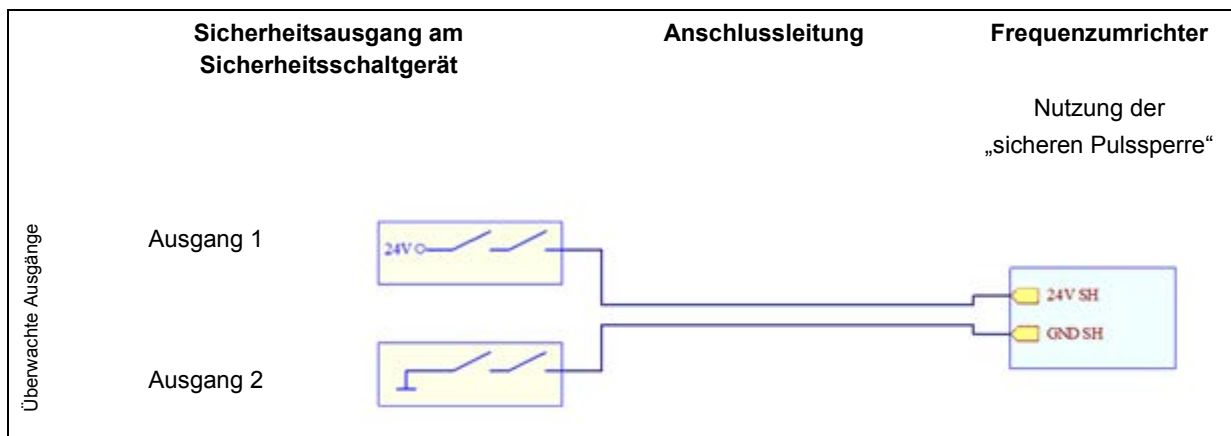 Sicherheitsausgang am
Sicherheitsschaltgerät
Anschlussleitung
Frequenzumrichter
Nutzung der
„sicheren Pulssperre“
Überwachte Ausgänge
Ausgang 1
24V
24V SH
GND SH
Ausgang 2